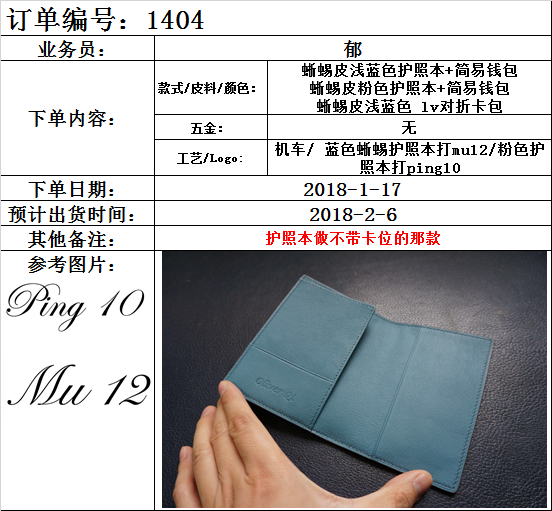 订单编号：1404
业务员：
郁
下单内容：
款式/皮料/颜色：
蜥蜴皮浅蓝色护照本+简易钱包
蜥蜴皮粉色护照本+简易钱包
蜥蜴皮浅蓝色 lv对折卡包
五金：
无
工艺/Logo：
机车/ 蓝色蜥蜴护照本打mu12/粉色护
照本打ping10
下单日期：
2018-1-17
预计出货时间：
2018-2-6
其他备注：
护照本做不带卡位的那款
参考图片：
Ping 10
Mu 12